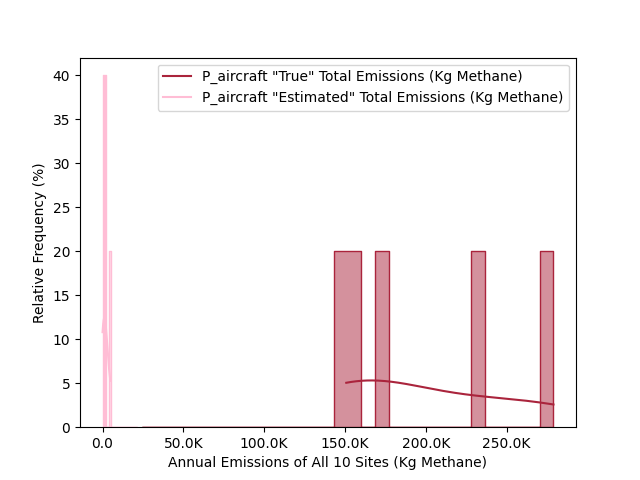 P_aircraft "True" Total Emissions (Kg Methane)
P_aircraft "Estimated" Total Emissions (Kg Methane)
40
35
30
25
20
15
10
5
0
Relative Frequency (%)
0.0 50.0K 100.0K 150.0K 200.0K 250.0K
Annual Emissions of All 10 Sites (Kg Methane)